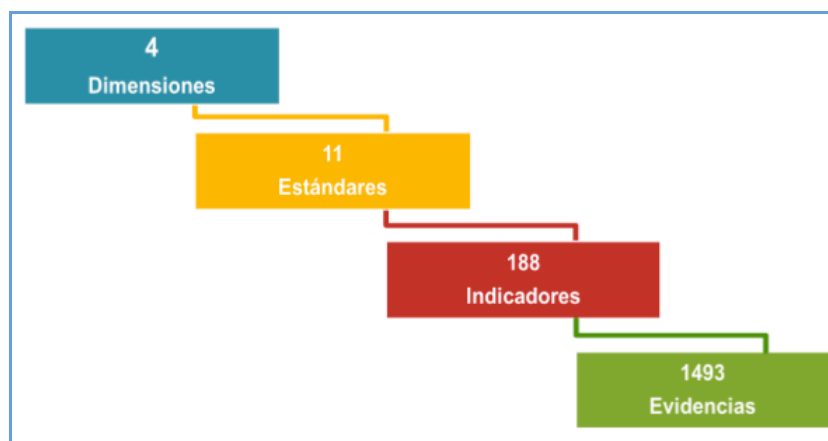 4
Dimensiones
11
Estándares
188
Indicadores
1493
Evidencias